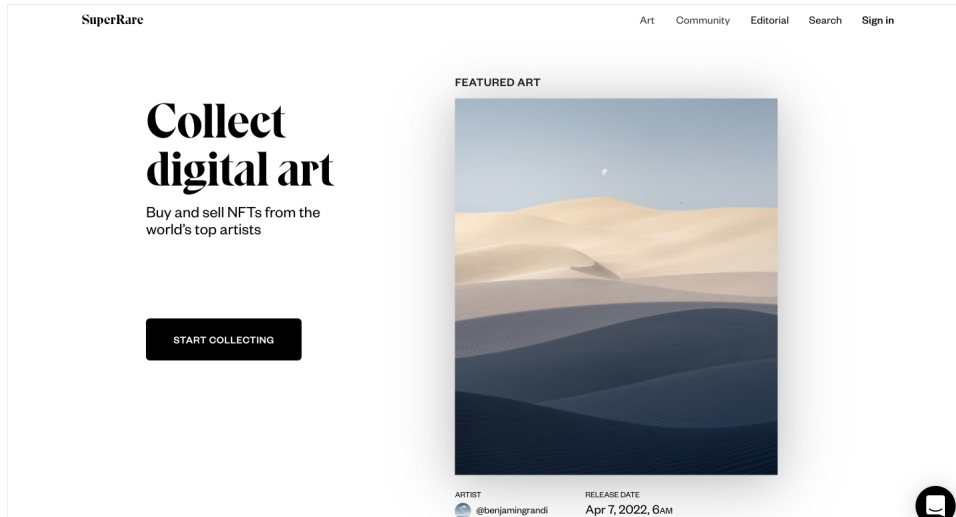 SuperRare
Art Community Editorial Search Sign in
Collect
digital art
Buy and sell NFTs from the
world's top artists
START COLLECTING
FEATURED ART
ARTIST
@benjamingrandi
RELEASE DATE
Apr 7, 2022, 6AM